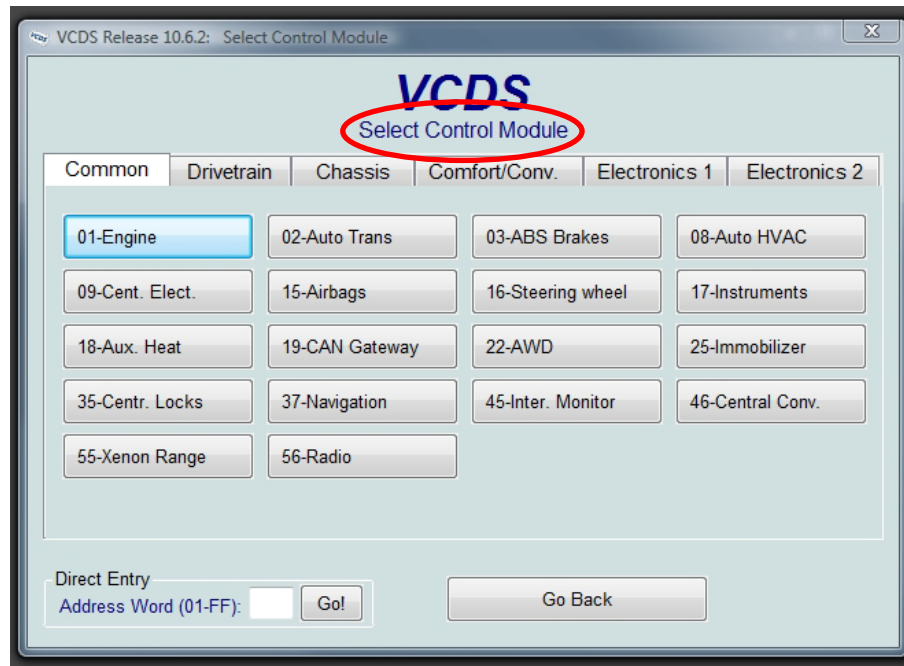 VCDS Release 10.6.2: Select Control Module
VCDS
Select Control Module
Common Drivetrain Chassis Comfort/Conv. Electronics 1 Electronics 2
01-Engine 02-Auto Trans 03-ABS Brakes 08-Auto HVAC
09-Cent. Elect. 15-Airbags 16-Steering wheel 17-Instruments
18-Aux. Heat 19-CAN Gateway 22-AWD 25-Immobilizer
35-Centr. Locks 37-Navigation 45-Inter. Monitor 46-Central Conv.
55-Xenon Range 56-Radio
Direct Entry
Address Word (01-FF): Go! Go Back